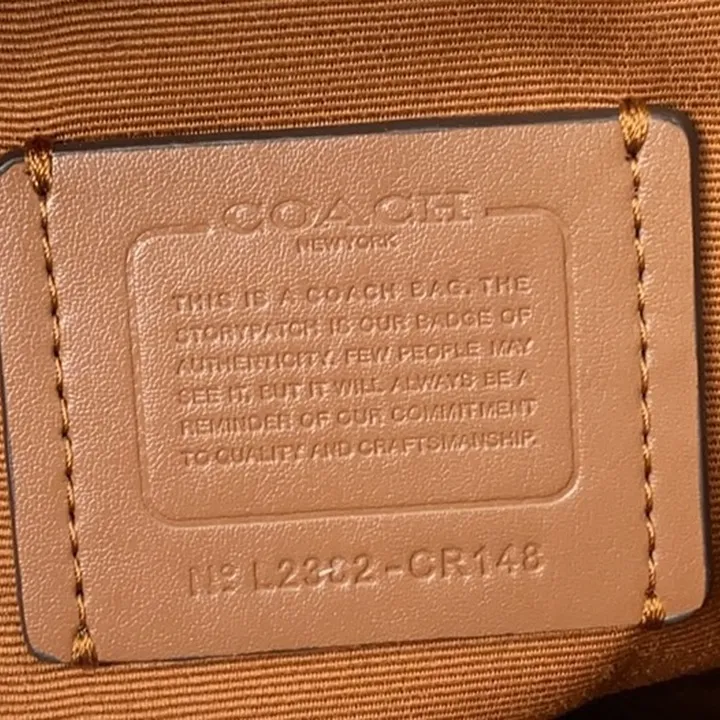 COACH
NEW YORK
THIS IS A COACH BAG. THE
STORYPATCH IS OUR BADGE OF
AUTHENTICITY. FEW PEOPLE MAY
SEE IT, BUT IT WILL ALWAYS BE A
REMINDER OF OUR COMMITMENT
TO QUALITY AND CRAFTSMANSHIP.
Nº L2382-CR148